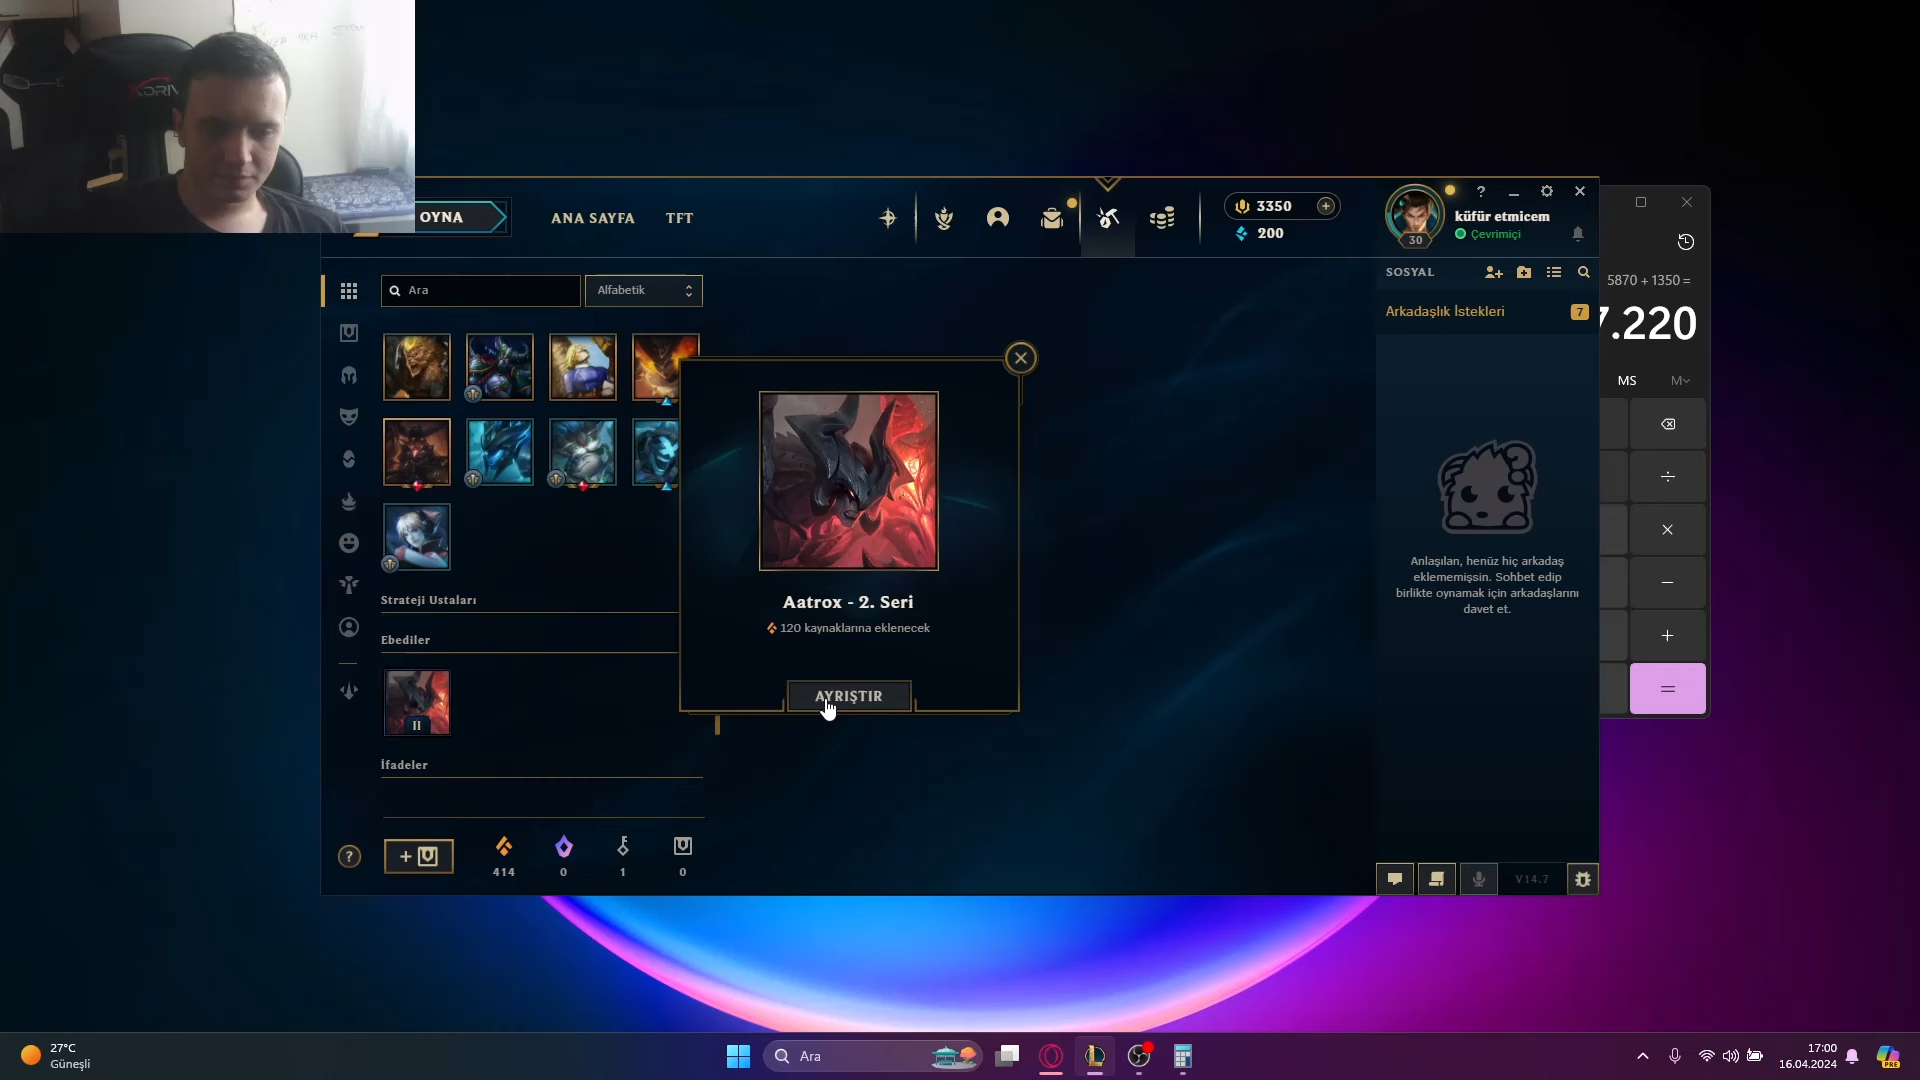 OYNA
ANA SAYFA
TFT
3350
200
30
küfür etmicem
Çevrimiçi
Ara
Alfabetik
SOSYAL
Arkadaşlık İstekleri
7
5870 + 1350 =
7.220
MS
M
Aatrox - 2. Seri
120 kaynaklarına eklenecek
AYRIŞTIR
Strateji Ustaları
Ebediler
II
İfadeler
Anlaşılan, henüz hiç arkadaş
eklememişsin. Sohbet edip
birlikte oynamak için arkadaşlarını
davet et.
414
0
1
0
V14.7
27°C
Güneşli
Ara
17:00
16.04.2024
PRE